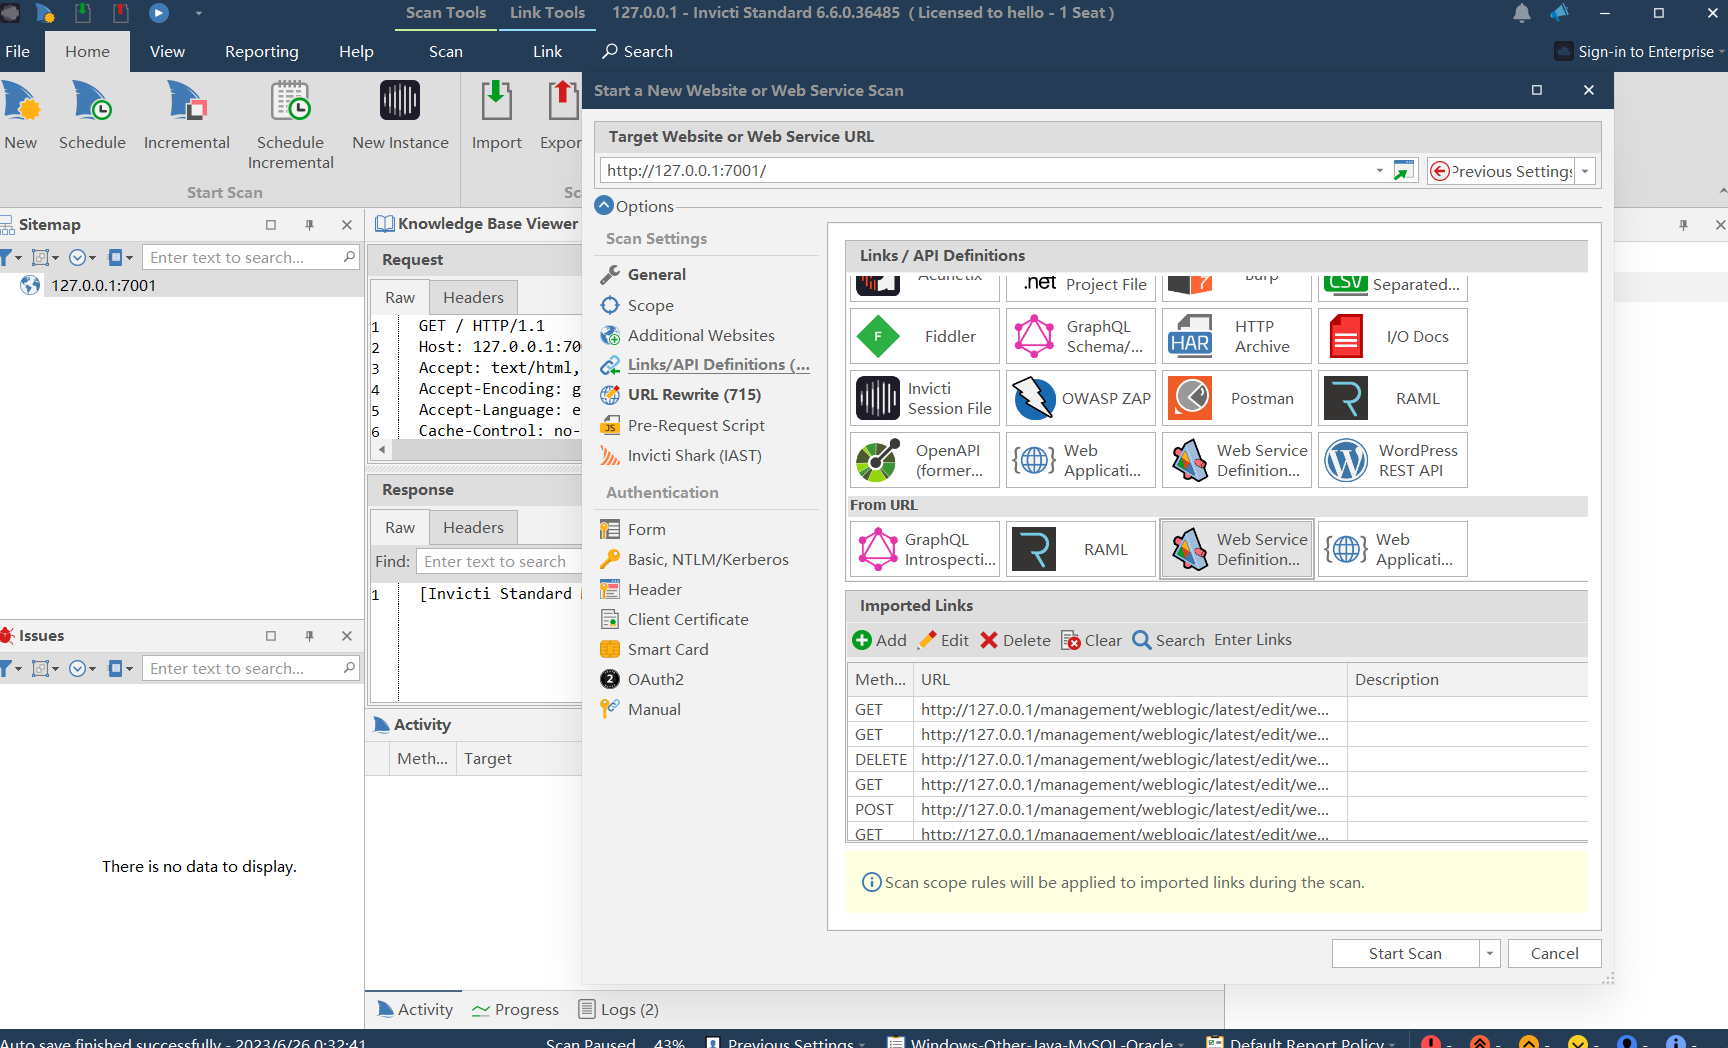 Scan Tools
Link Tools
127.0.0.1 - Invicti Standard 6.6.0.36485 ( Licensed to hello - 1 Seat )
File
Home
View
Reporting
Help
Scan
Link
Search
Sign-in to Enterprise
New
Schedule
Incremental
Schedule
Incremental
New Instance
Import
Expor
Start Scan
Sc
Start a New Website or Web Service Scan
Target Website or Web Service URL
http://127.0.0.1:7001/
Previous Settings
Options
Sitemap
Enter text to search...
127.0.0.1:7001
Knowledge Base Viewer
Request
Raw
Headers
1 GET / HTTP/1.1
2 Host: 127.0.0.1:70
3 Accept: text/html,
4 Accept-Encoding: g
5 Accept-Language: e
6 Cache-Control: no-
Response
Raw
Headers
Find:
Enter text to search
1 [Invicti Standard
Scan Settings
General
Scope
Additional Websites
Links/API Definitions (...
URL Rewrite (715)
JS
Pre-Request Script
Invicti Shark (IAST)
Authentication
Form
Basic, NTLM/Kerberos
Header
Client Certificate
Smart Card
2
OAuth2
Manual
Links / API Definitions
Acunetix
.net
Project File
Burp
CSV
Separated...
F
Fiddler
GraphQL
Schema/...
HAR
HTTP
Archive
I/O Docs
Invicti
Session File
OWASP ZAP
Postman
RAML
OpenAPI
(former...
Web
Applicati...
Web Service
Definition...
WordPress
REST API
From URL
GraphQL
Introspecti...
RAML
Web Service
Definition...
Web
Applicati...
Imported Links
Add
Edit
Delete
Clear
Search
Enter Links
Meth...
URL
Description
GET http://127.0.0.1/management/weblogic/latest/edit/we...
GET http://127.0.0.1/management/weblogic/latest/edit/we...
DELETE http://127.0.0.1/management/weblogic/latest/edit/we...
GET http://127.0.0.1/management/weblogic/latest/edit/we...
POST http://127.0.0.1/management/weblogic/latest/edit/we...
GET http://127.0.0.1/management/weblogic/latest/edit/we...
Scan scope rules will be applied to imported links during the scan.
Start Scan
Cancel
Issues
Enter text to search...
There is no data to display.
Activity
Meth...
Target
Activity
Progress
Logs (2)
Auto save finished successfully - 2023/6/26 0:32:41
Scan Paused
43%
Previous Settings
Windows-Other-Java-MySQL-Oracle
Default Report Policy